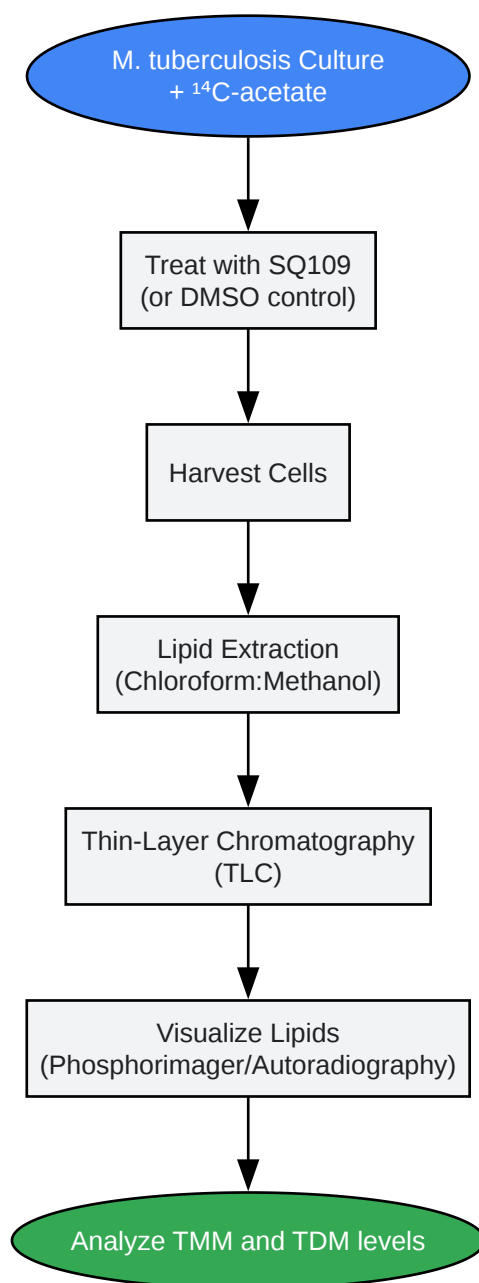 M. tuberculosis Culture
+ ¹⁴C-acetate
Treat with SQ109
(or DMSO control)
Harvest Cells
Lipid Extraction
(Chloroform:Methanol)
Thin-Layer Chromatography
(TLC)
Visualize Lipids
(Phosphorimager/Autoradiography)
Analyze TMM and TDM levels